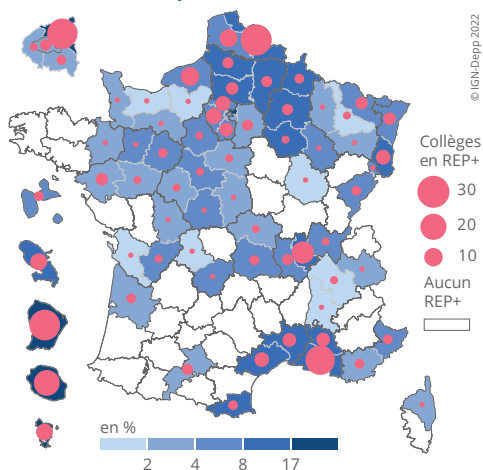 © IGN-Depp 2022
Collèges
en REP+
30
20
10
Aucun
REP+
en %
2 4 8 17